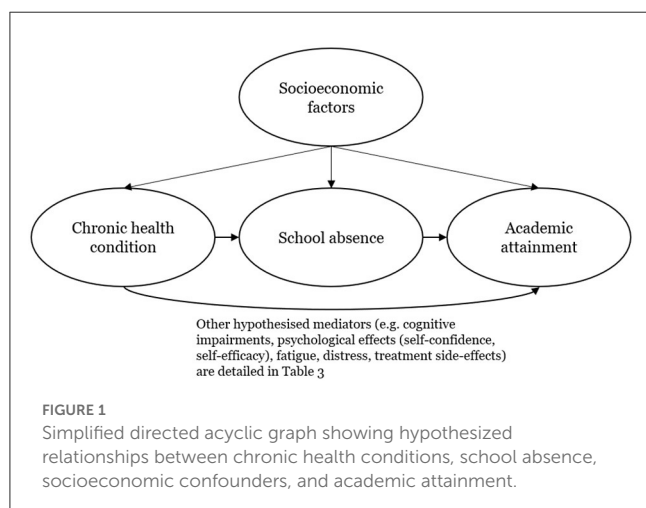 Socioeconomic
factors
Chronic health
condition
School absence
Academic
attainment
Other hypothesised mediators (e.g. cognitive
impairments, psychological effects (self-confidence,
self-efficacy), fatigue, distress, treatment side-effects)
are detailed in Table 3
FIGURE 1
Simplified directed acyclic graph showing hypothesized
relationships between chronic health conditions, school absence,
socioeconomic confounders, and academic attainment.